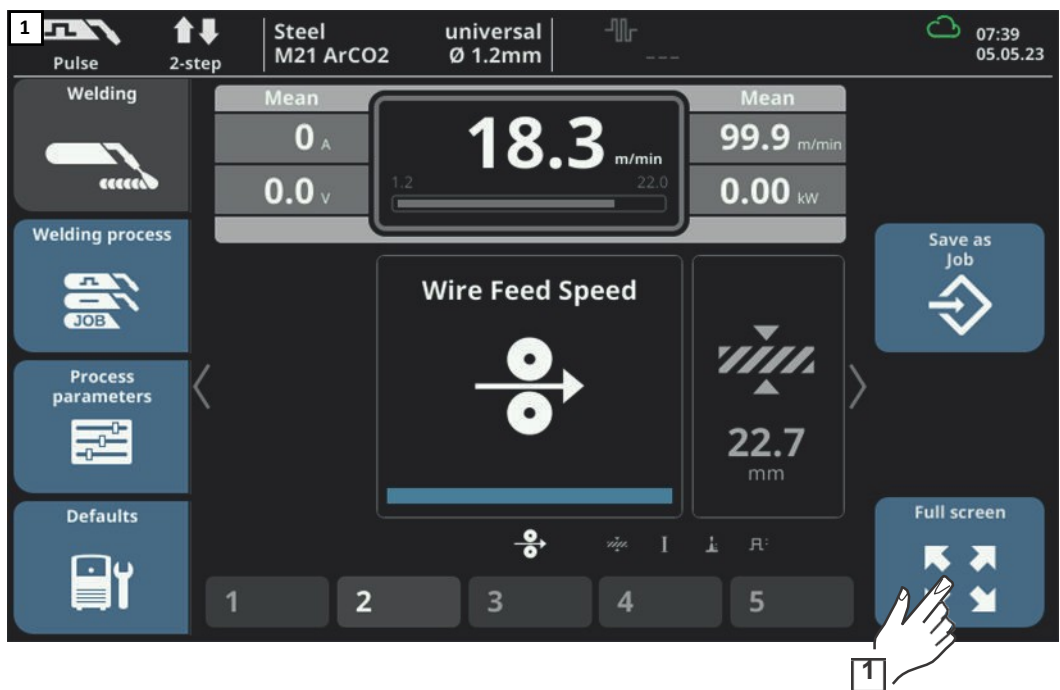 1
Pulse
2-step
Steel
M21 ArCO2
universal
Ø 1.2mm
---
07:39
05.05.23
Welding
Welding process
JOB
Process
parameters
Defaults
Mean
0 A
0.0 V
18.3 m/min
1.2
22.0
Mean
99.9 m/min
0.00 kW
Wire Feed Speed
22.7
mm
I
1
2
3
4
5
Save as
Job
Full screen
1